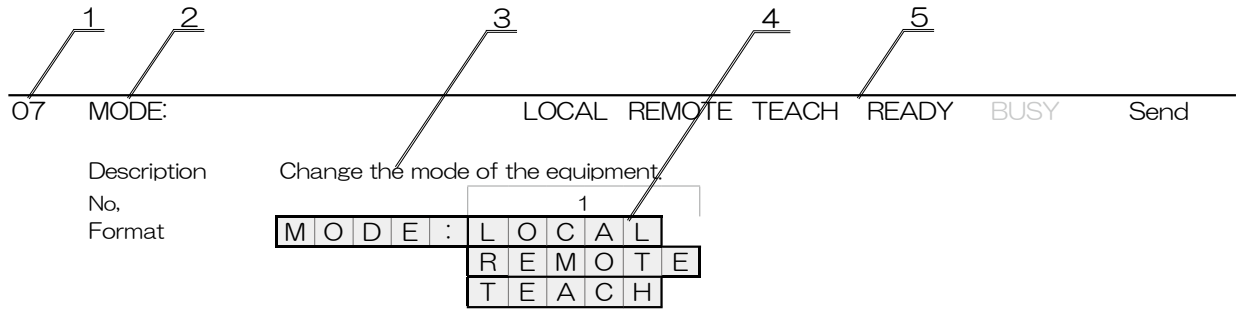 1 2 3 4 5
07 MODE: LOCAL REMOTE TEACH READY BUSY Send
Description Change the mode of the equipment.
No, 1
Format MODE:LOCAL
REMOTE
TEACH